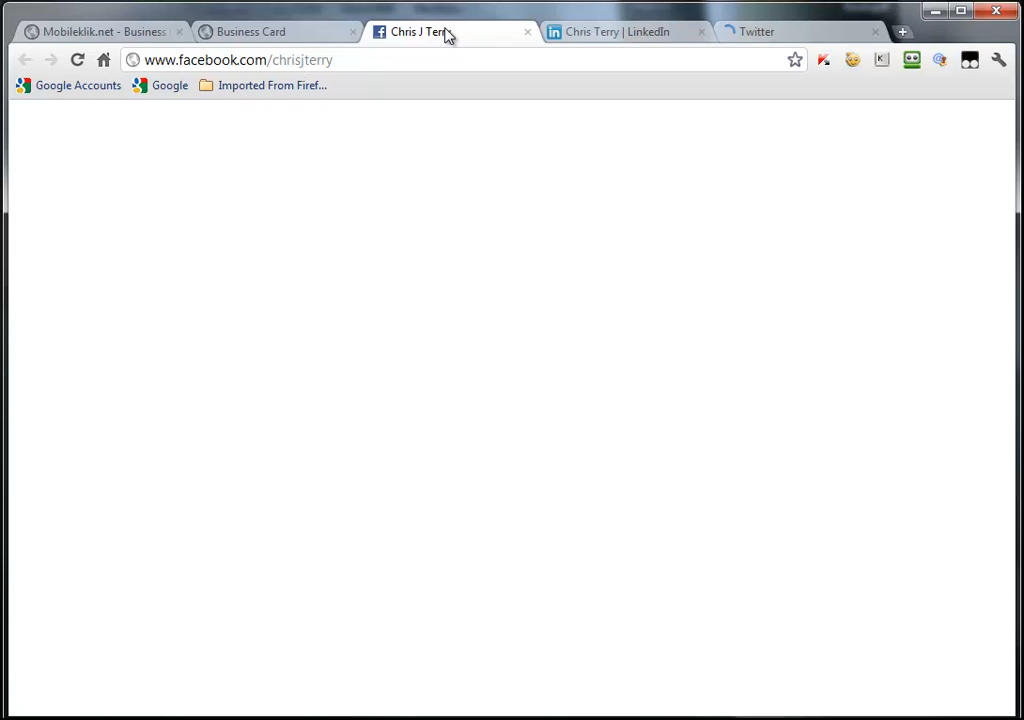 Mobileklik.net - Business
Business Card
Chris J Terry
Chris Terry | LinkedIn
Twitter
www.facebook.com/chrisjterry
Google Accounts
Google
Imported From Firef...